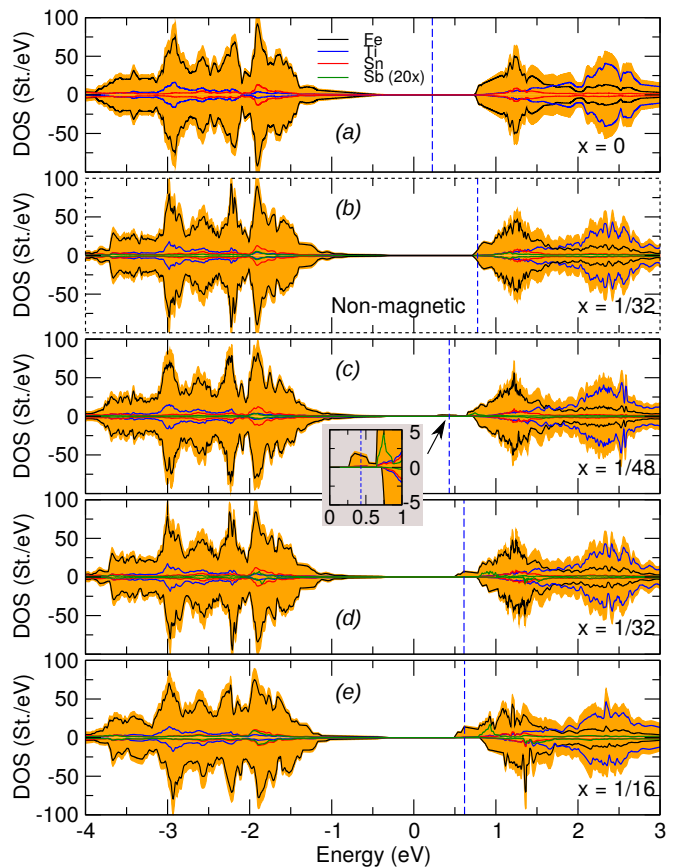 100
50
0
-50
DOS (St./eV)
Fe
Ti
Sn
Sb (20x)
(a)
x = 0
100
50
0
-50
DOS (St./eV)
(b)
Non-magnetic
x = 1/32
100
50
0
-50
DOS (St./eV)
(c)
x = 1/48
5
0
-5
0 0.5 1
100
50
0
-50
DOS (St./eV)
(d)
x = 1/32
100
50
0
-50
-100
DOS (St./eV)
(e)
x = 1/16
-4 -3 -2 -1 0 1 2 3
Energy (eV)